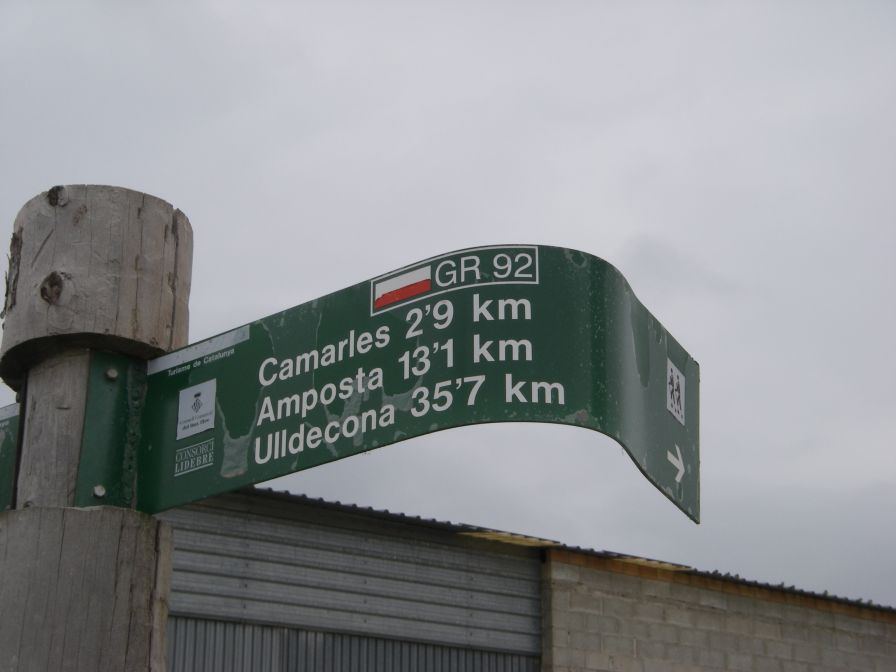 GR 92
Turisme de Catalunya
Camarles 2'9 km
Amposta 13'1 km
Ulldecona 35'7 km
CONSORCI
LIDEBRE